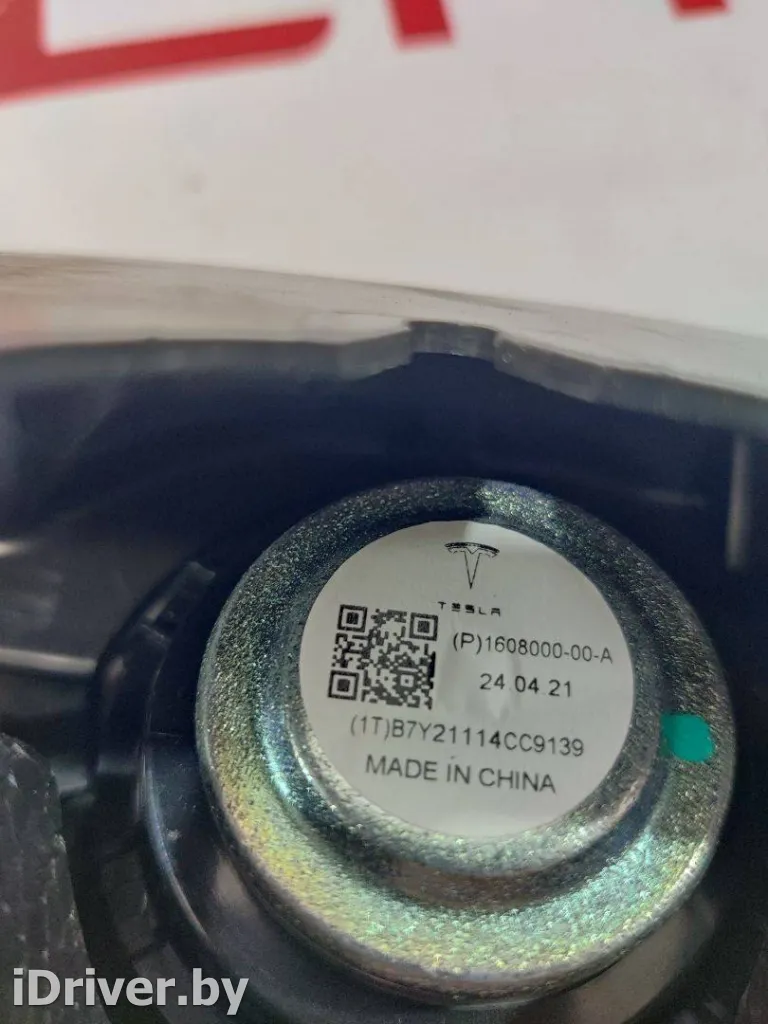 TESLA
(P)1608000-00-A
24.04.21
(1T)B7Y21114CC9139
MADE IN CHINA
iDriver.by